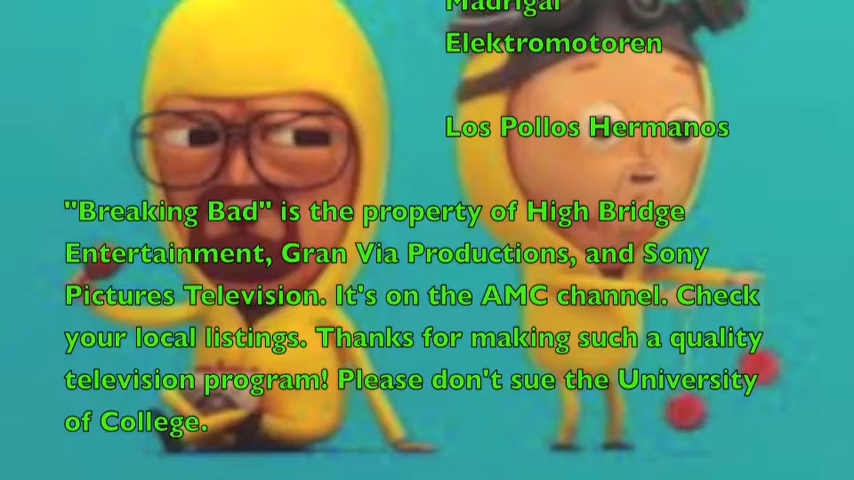 Madrigal
Elektromotoren
Los Pollos Hermanos
"Breaking Bad" is the property of High Bridge
Entertainment, Gran Via Productions, and Sony
Pictures Television. It's on the AMC channel. Check
your local listings. Thanks for making such a quality
television program! Please don't sue the University
of College.